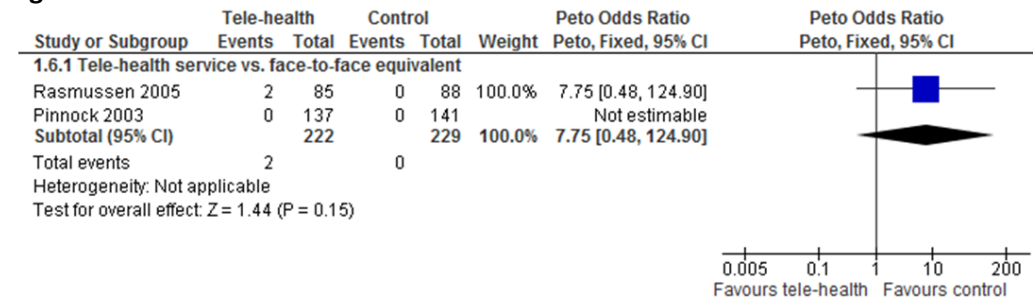 Tele-health Control Peto Odds Ratio Peto Odds Ratio
Study or Subgroup Events Total Events Total Weight Peto, Fixed, 95% CI Peto, Fixed, 95% CI
1.6.1 Tele-health service vs. face-to-face equivalent
Rasmussen 2005 2 85 0 88 100.0% 7.75 [0.48, 124.90]
Pinnock 2003 0 137 0 141 Not estimable
Subtotal (95% CI) 222 229 100.0% 7.75 [0.48, 124.90]
Total events 2 0
Heterogeneity: Not applicable
Test for overall effect: Z = 1.44 (P = 0.15)
0.005 0.1 1 10 200
Favours tele-health Favours control